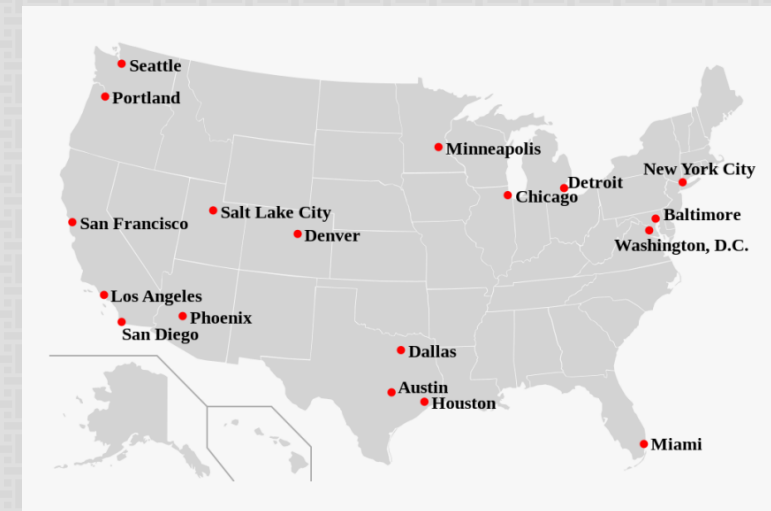 Seattle
Portland
Minneapolis
New York City
Detroit
Chicago
Salt Lake City
Baltimore
San Francisco
Denver
Washington, D.C.
Los Angeles
Phoenix
San Diego
Dallas
Austin
Houston
Miami